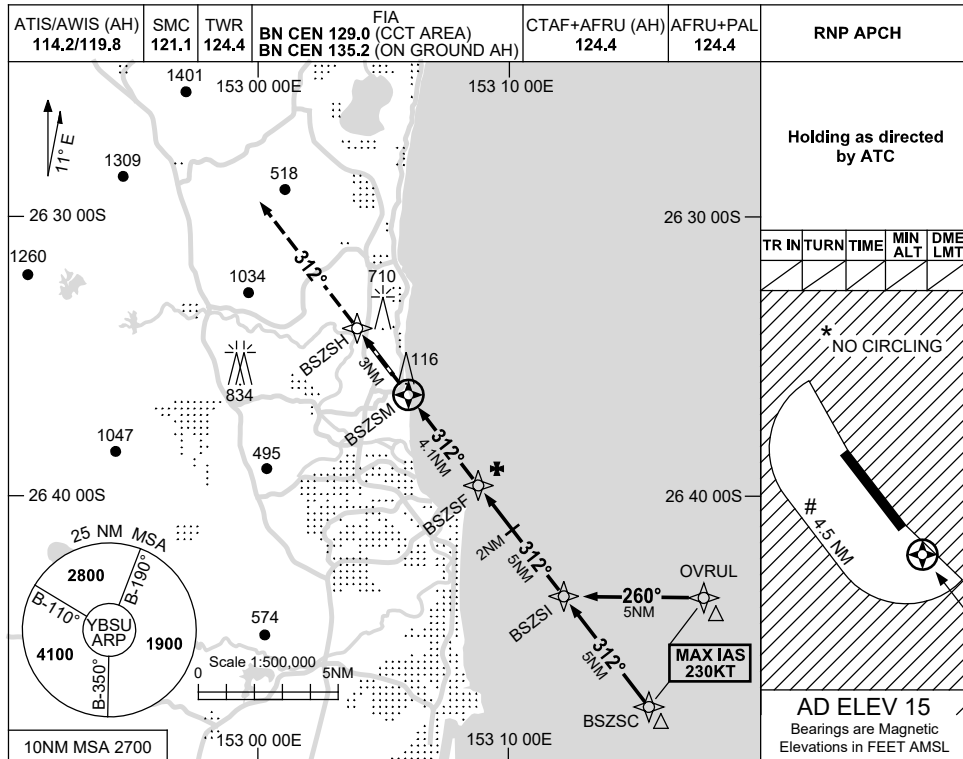 ATIS/AWIS (AH)
114.2/119.8
SMC
121.1
TWR
124.4
FIA
BN CEN 129.0 (CCT AREA)
BN CEN 135.2 (ON GROUND AH)
CTAF+AFRU (AH)
124.4
AFRU+PAL
124.4
RNP APCH
1401
153 00 00E
153 10 00E
11° E
1309
518
26 30 00S
26 30 00S
Holding as directed
by ATC
TR IN
TURN
TIME
MIN
ALT
DME
LMT
1260
312°
1034
710
BSZSH
3NM
116
834
BSZSM
* NO CIRCLING
1047
495
312°
4.1NM
BSZSF
26 40 00S
26 40 00S
# 4.5 NM
25 NM MSA
2800
B-190°
B-110°
YBSU
ARP
4100
1900
B-350°
2NM
312°
5NM
OVRUL
260°
5NM
BSZSI
574
Scale 1:500,000
0
5NM
312°
5NM
MAX IAS
230KT
BSZSC
10NM MSA 2700
153 00 00E
153 10 00E
AD ELEV 15
Bearings are Magnetic
Elevations in FEET AMSL